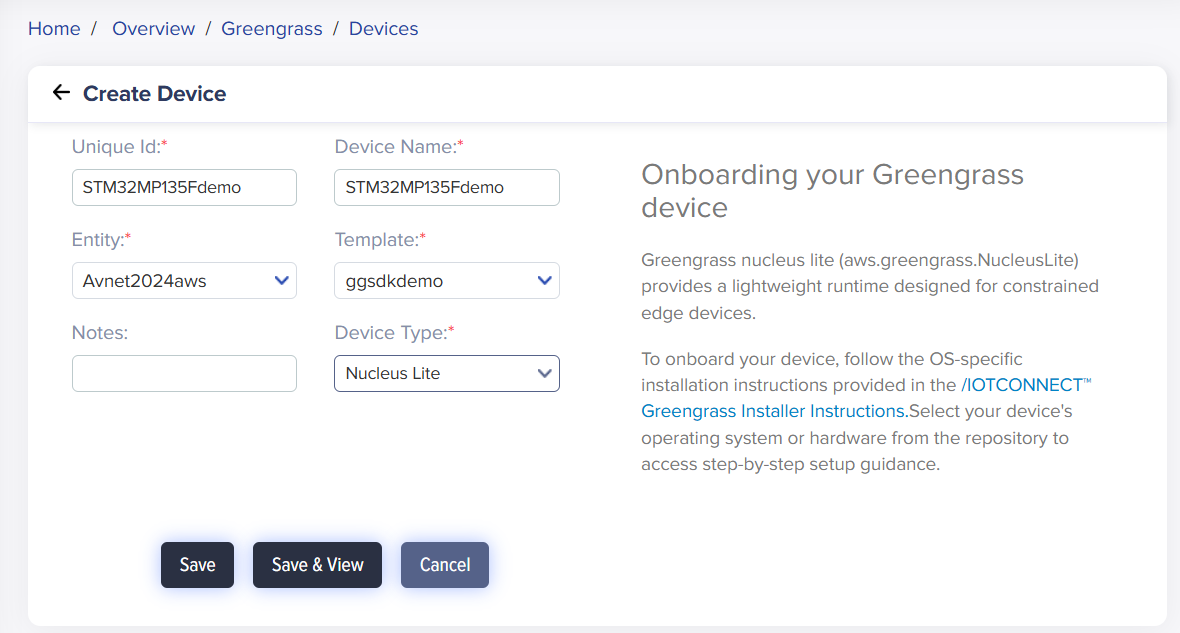 Home / Overview / Greengrass / Devices
Create Device
Unique Id:* Device Name:*
STM32MP135Fdemo STM32MP135Fdemo
Entity:* Template:*
Avnet2024aws ggsdkdemo
Notes: Device Type:*
Nucleus Lite
Onboarding your Greengrass
device
Greengrass nucleus lite (aws.greengrass.NucleusLite)
provides a lightweight runtime designed for constrained
edge devices.
To onboard your device, follow the OS-specific
installation instructions provided in the /IOTCONNECT™
Greengrass Installer Instructions.Select your device's
operating system or hardware from the repository to
access step-by-step setup guidance.
Save Save & View Cancel